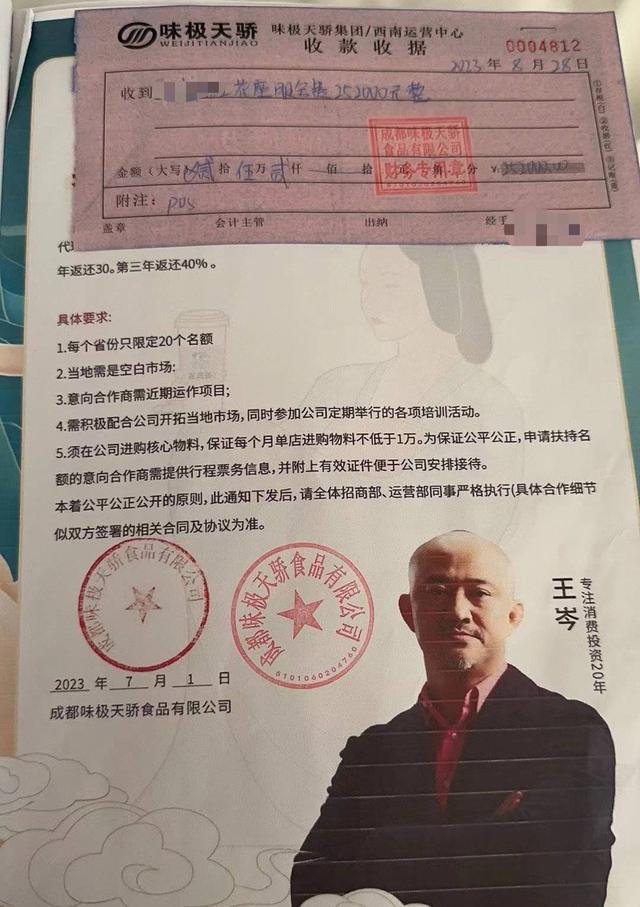 味极天骄
WEIJITIANJIAO
味极天骄集团/西南运营中心
收款收据
0004812
2023年8月28日
收到
252000元整
成都味极天骄
食品有限公司
财务专用章
金额(大写) 贰拾伍万贰仟 佰 拾 元 角 分 ¥
附注: pos
盖章 会计主管 出纳 经手
①存根(白)②收据(红)③记账
年返还30。第三年返还40%。
具体要求:
1.每个省份只限定20个名额
2.当地需是空白市场:
3.意向合作商需近期运作项目;
4.需积极配合公司开拓当地市场,同时参加公司定期举行的各项培训活动。
5.须在公司进购核心物料,保证每个月单店进购物料不低于1万。为保证公平公正,申请扶持名
额的意向合作商需提供行程票务信息,并附上有效证件便于公司安排接待。
本着公平公正公开的原则,此通知下发后,请全体招商部、运营部同事严格执行(具体合作细节
似双方签署的相关合同及协议为准。
成都味极天骄食品有限公司
成都味极天骄食品有限公司
5101060204760
2023 年 7 月 1 日
成都味极天骄食品有限公司
王岑
专注消费投资20年